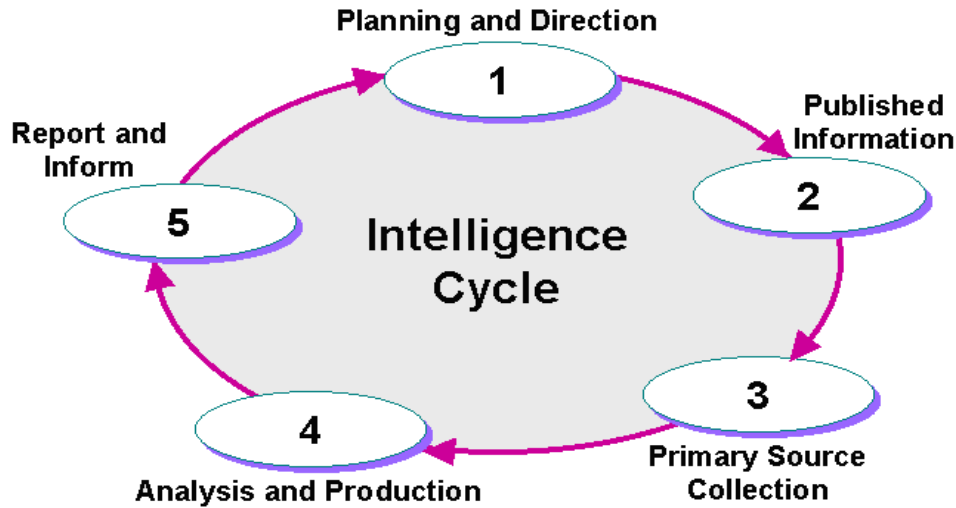 Planning and Direction
1
Published
Information
2
Report and
Inform
5
Intelligence
Cycle
3
Primary Source
Collection
4
Analysis and Production